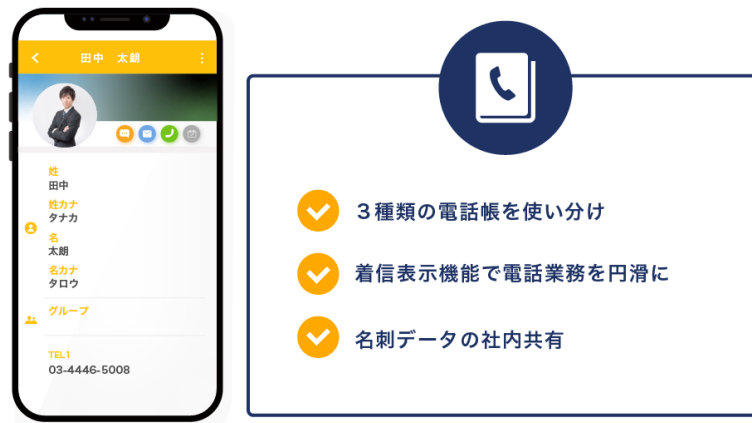 田中 太朗
姓
田中
姓カナ
タナカ
名
太朗
名カナ
タロウ
グループ
TEL1
03-4446-5008
3種類の電話帳を使い分け
着信表示機能で電話業務を円滑に
名刺データの社内共有